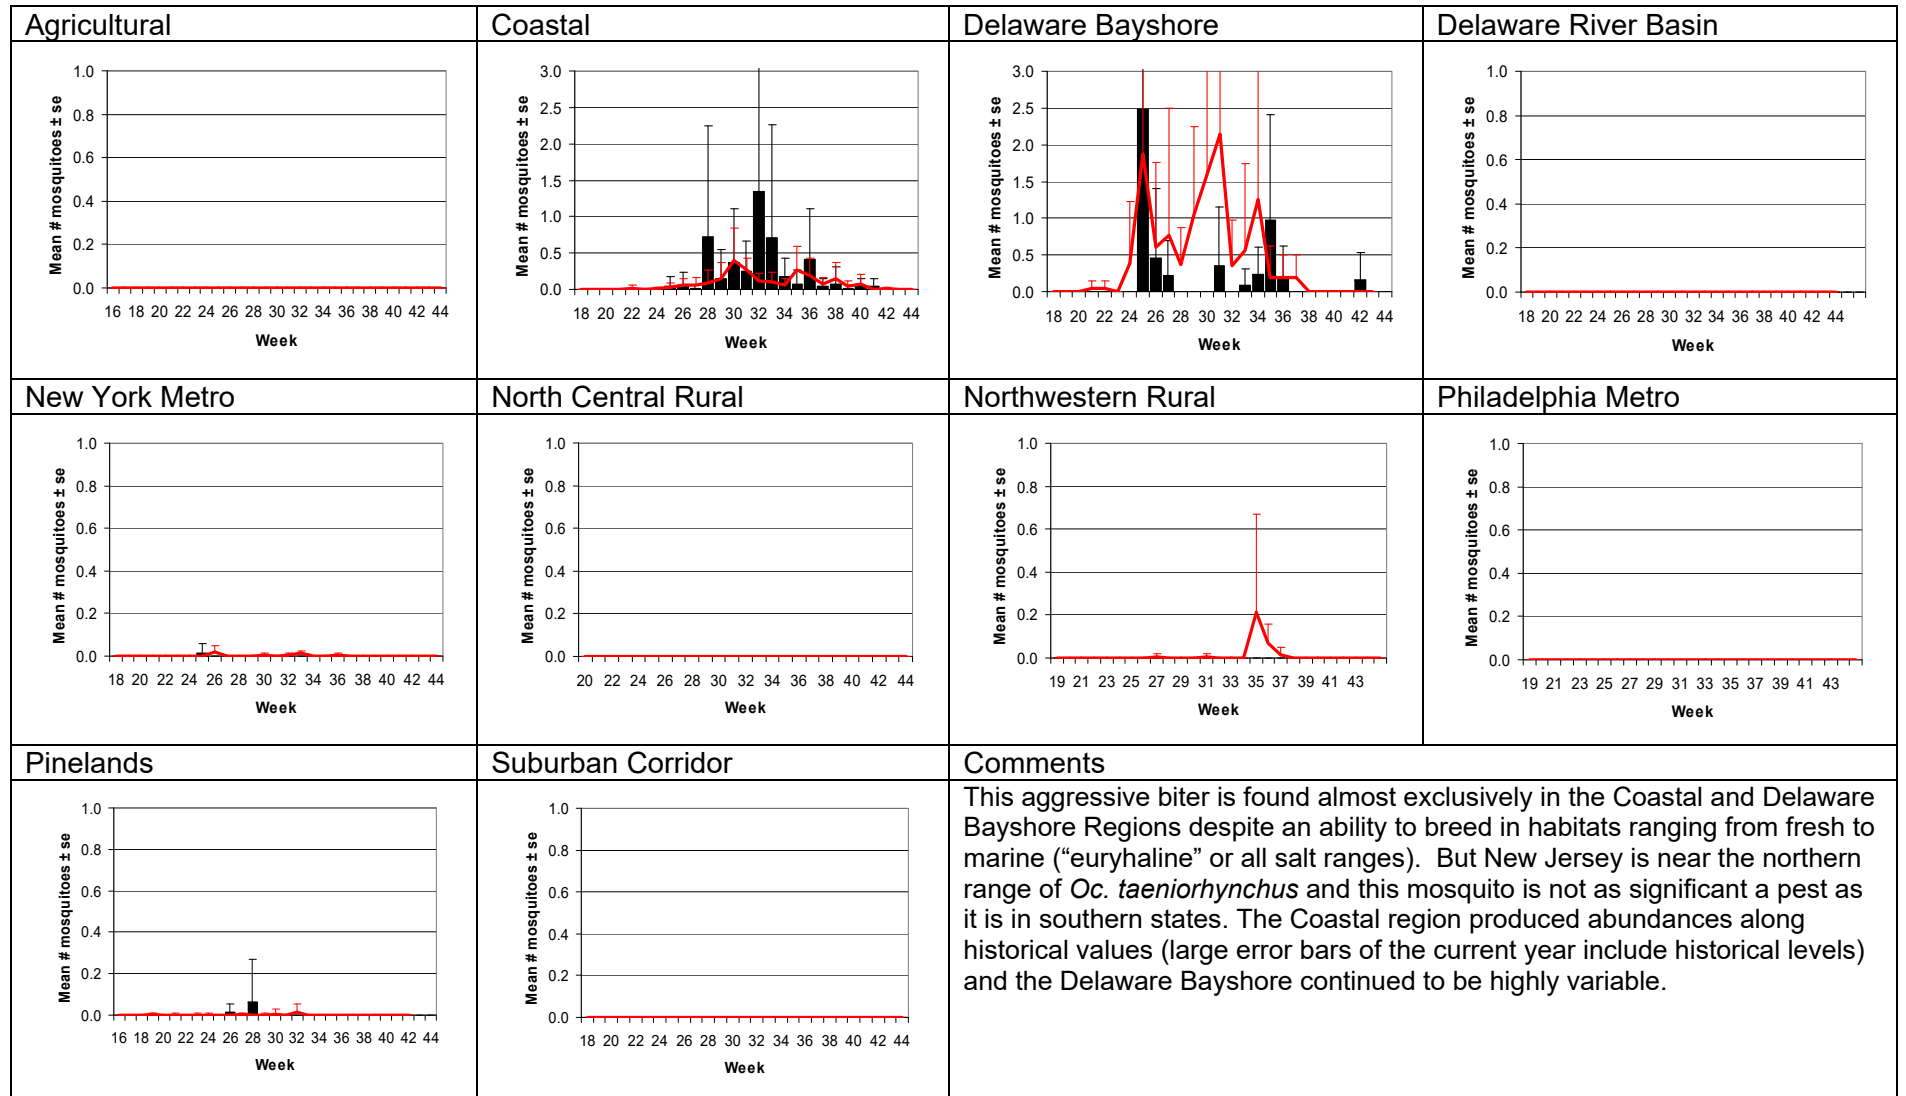 Agricultural
Coastal
Delaware Bayshore
Delaware River Basin
1.0
0.8
0.6
0.4
0.2
0.0
Mean # mosquitoes ± se
16 18 20 22 24 26 28 30 32 34 36 38 40 42 44
Week
3.0
2.5
2.0
1.5
1.0
0.5
0.0
Mean # mosquitoes ± se
18 20 22 24 26 28 30 32 34 36 38 40 42 44
Week
3.0
2.5
2.0
1.5
1.0
0.5
0.0
Mean # mosquitoes ± se
18 20 22 24 26 28 30 32 34 36 38 40 42 44
Week
1.0
0.8
0.6
0.4
0.2
0.0
Mean # mosquitoes ± se
18 20 22 24 26 28 30 32 34 36 38 40 42 44
Week
New York Metro
North Central Rural
Northwestern Rural
Philadelphia Metro
1.0
0.8
0.6
0.4
0.2
0.0
Mean # mosquitoes ± se
18 20 22 24 26 28 30 32 34 36 38 40 42 44
Week
1.0
0.8
0.6
0.4
0.2
0.0
Mean # mosquitoes ± se
20 22 24 26 28 30 32 34 36 38 40 42 44
Week
1.0
0.8
0.6
0.4
0.2
0.0
Mean # mosquitoes ± se
19 21 23 25 27 29 31 33 35 37 39 41 43
Week
1.0
0.8
0.6
0.4
0.2
0.0
Mean # mosquitoes ± se
19 21 23 25 27 29 31 33 35 37 39 41 43
Week
Pinelands
Suburban Corridor
Comments
1.0
0.8
0.6
0.4
0.2
0.0
Mean # mosquitoes ± se
16 18 20 22 24 26 28 30 32 34 36 38 40 42 44
Week
1.0
0.8
0.6
0.4
0.2
0.0
Mean # mosquitoes ± se
18 20 22 24 26 28 30 32 34 36 38 40 42 44
Week
This aggressive biter is found almost exclusively in the Coastal and Delaware
Bayshore Regions despite an ability to breed in habitats ranging from fresh to
marine (“euryhaline” or all salt ranges).  But New Jersey is near the northern
range of Oc. taeniorhynchus and this mosquito is not as significant a pest as
it is in southern states. The Coastal region produced abundances along
historical values (large error bars of the current year include historical levels)
and the Delaware Bayshore continued to be highly variable.